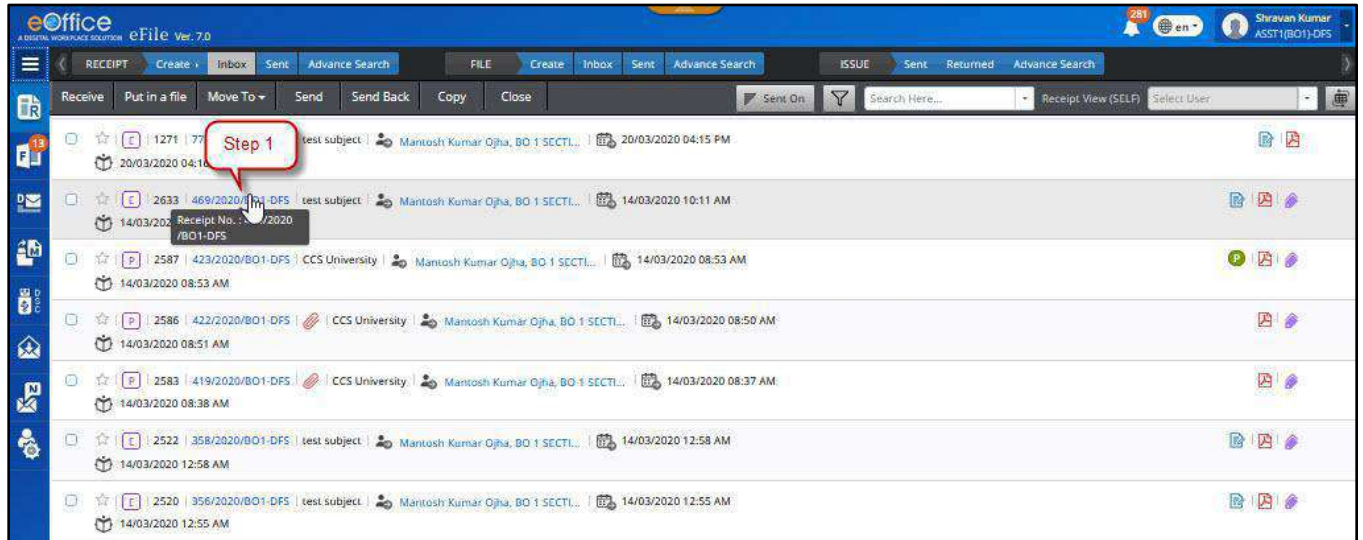 eOffice
A DIGITAL WORKPLACE SOLUTION eFile Ver. 7.0
281 en Shravan Kumar
ASST1(BO1)-DFS
RECEIPT Create Inbox Sent Advance Search FILE Create Inbox Sent Advance Search ISSUE Sent Returned Advance Search
Receive Put in a file Move To Send Send Back Copy Close Sent On Search Here... Receipt View (SELF) Select User
13
E 1271 77 test subject Mantosh Kumar Ojha, BO 1 SECTI... 20/03/2020 04:15 PM
20/03/2020 04:16
Step 1
E 2633 469/2020/BO1-DFS test subject Mantosh Kumar Ojha, BO 1 SECTI... 14/03/2020 10:11 AM
14/03/202
Receipt No. : /2020
/BO1-DFS
P 2587 423/2020/BO1-DFS CCS University Mantosh Kumar Ojha, BO 1 SECTI... 14/03/2020 08:53 AM P
14/03/2020 08:53 AM
P 2586 422/2020/BO1-DFS CCS University Mantosh Kumar Ojha, BO 1 SECTI... 14/03/2020 08:50 AM
14/03/2020 08:51 AM
P 2583 419/2020/BO1-DFS CCS University Mantosh Kumar Ojha, BO 1 SECTI... 14/03/2020 08:37 AM
14/03/2020 08:38 AM
E 2522 358/2020/BO1-DFS test subject Mantosh Kumar Ojha, BO 1 SECTI... 14/03/2020 12:58 AM
14/03/2020 12:58 AM
E 2520 356/2020/BO1-DFS test subject Mantosh Kumar Ojha, BO 1 SECTI... 14/03/2020 12:55 AM
14/03/2020 12:55 AM